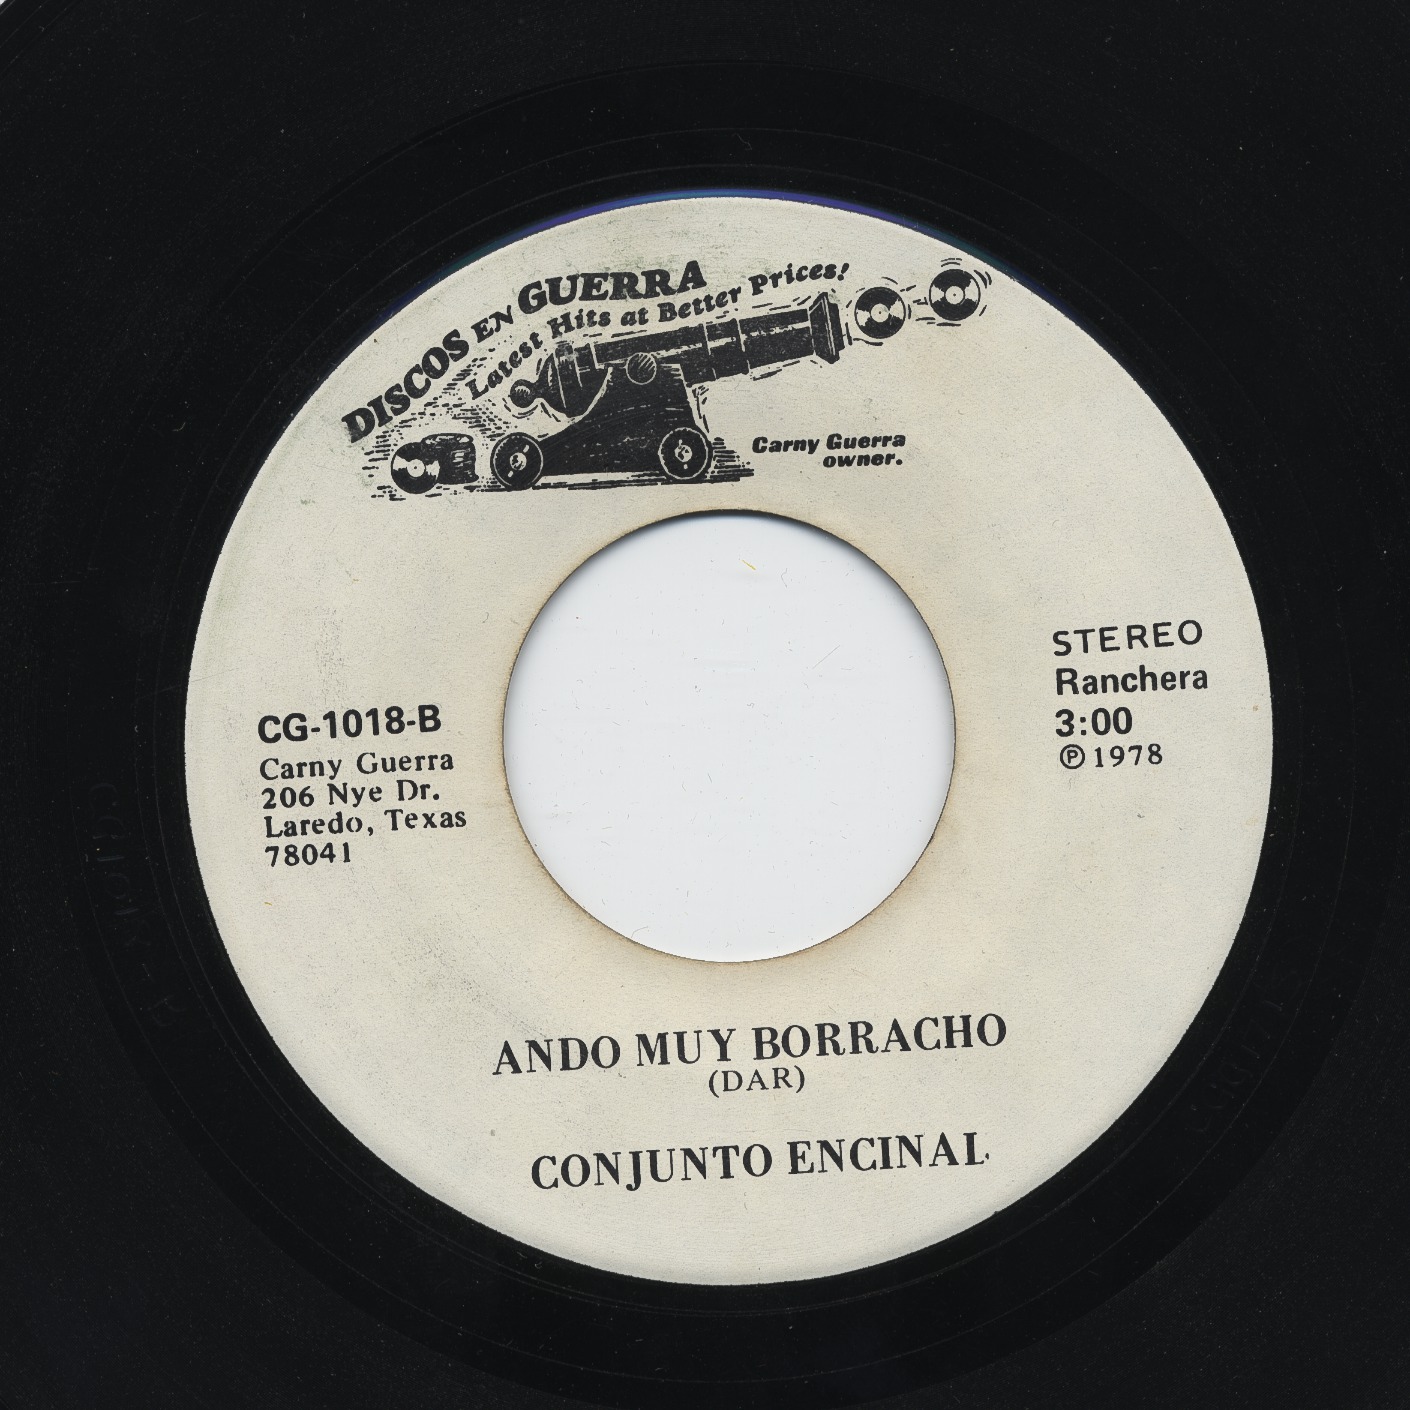 DISCOS EN GUERRA
Latest Hits at Better Prices!
Carny Guerra
owner.
STEREO
Ranchera
3:00
℗ 1978
CG-1018-B
Carny Guerra
206 Nye Dr.
Laredo, Texas
78041
ANDO MUY BORRACHO
(DAR)
CONJUNTO ENCINAL